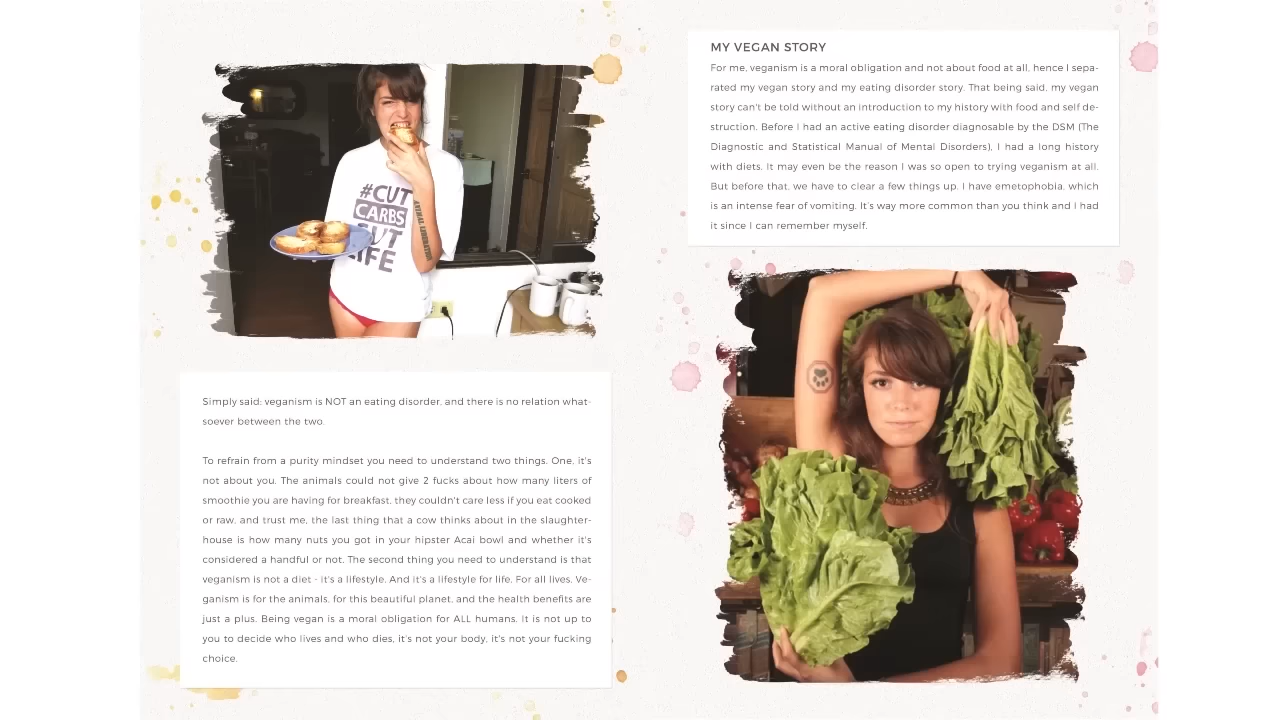 #CUT
CARBS
CUT
LIFE
Simply said: veganism is NOT an eating disorder, and there is no relation what-
soever between the two.
To refrain from a purity mindset you need to understand two things. One, it's
not about you. The animals could not give 2 fucks about how many liters of
smoothie you are having for breakfast, they couldn't care less if you eat cooked
or raw, and trust me, the last thing that a cow thinks about in the slaughter-
house is how many nuts you got in your hipster Acai bowl and whether it's
considered a handful or not. The second thing you need to understand is that
veganism is not a diet - it's a lifestyle. And it's a lifestyle for life. For all lives. Ve-
ganism is for the animals, for this beautiful planet, and the health benefits are
just a plus. Being vegan is a moral obligation for ALL humans. It is not up to
you to decide who lives and who dies, it's not your body, it's not your fucking
choice.
MY VEGAN STORY
For me, veganism is a moral obligation and not about food at all, hence I sepa-
rated my vegan story and my eating disorder story. That being said, my vegan
story can't be told without an introduction to my history with food and self de-
struction. Before I had an active eating disorder diagnosable by the DSM (The
Diagnostic and Statistical Manual of Mental Disorders), I had a long history
with diets. It may even be the reason I was so open to trying veganism at all.
But before that, we have to clear a few things up. I have emetophobia, which
is an intense fear of vomiting. It's way more common than you think and I had
it since I can remember myself.